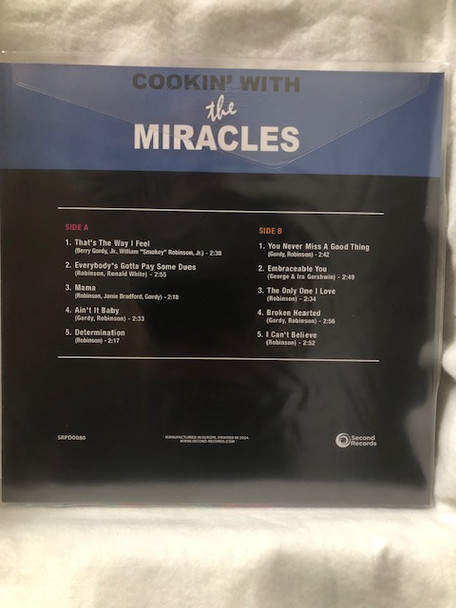 COOKIN' WITH
the
MIRACLES
SIDE A
1. That's The Way I Feel
(Berry Gordy, Jr., William "Smokey" Robinson, Jr.) - 2:38
2. Everybody's Gotta Pay Some Dues
(Robinson, Ronald White) - 2:55
3. Mama
(Robinson, Janie Bradford, Gordy) - 2:18
4. Ain't It Baby
(Gordy, Robinson) - 2:33
5. Determination
(Robinson) - 2:17
SIDE B
1. You Never Miss A Good Thing
(Gordy, Robinson) - 2:42
2. Embraceable You
(George & Ira Gershwin) - 2:49
3. The Only One I Love
(Robinson) - 2:34
4. Broken Hearted
(Gordy, Robinson) - 2:56
5. I Can't Believe
(Robinson) - 2:52
SRPD0080
MANUFACTURED IN EUROPE. PRINTED IN 2024.
WWW.SECOND-RECORDS.COM
Second
Records